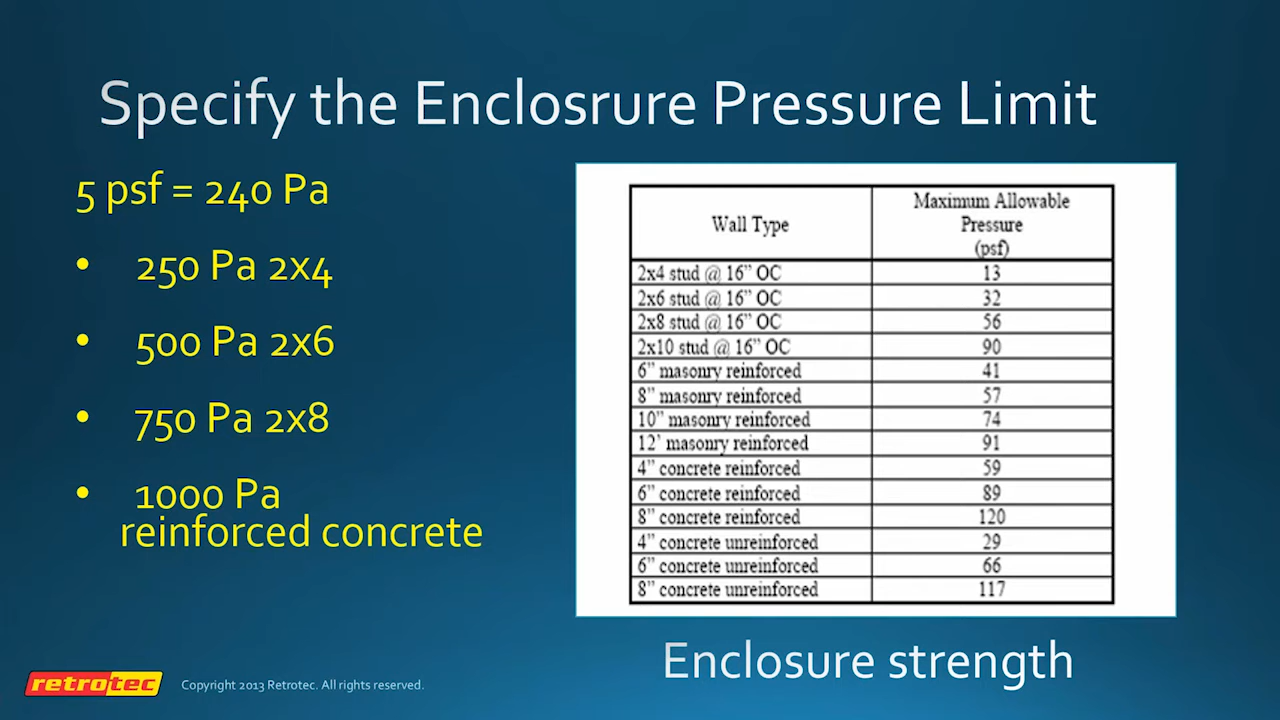 Specify the Enclosrure Pressure Limit
5 psf = 240 Pa
• 250 Pa 2x4
• 500 Pa 2x6
• 750 Pa 2x8
• 1000 Pa
reinforced concrete
Wall Type
Maximum Allowable
Pressure
(psf)
2x4 stud @ 16” OC 13
2x6 stud @ 16” OC 32
2x8 stud @ 16” OC 56
2x10 stud @ 16” OC 90
6” masonry reinforced 41
8” masonry reinforced 57
10” masonry reinforced 74
12’ masonry reinforced 91
4” concrete reinforced 59
6” concrete reinforced 89
8” concrete reinforced 120
4” concrete unreinforced 29
6” concrete unreinforced 66
8” concrete unreinforced 117
Enclosure strength
retrotec
Copyright 2013 Retrotec. All rights reserved.